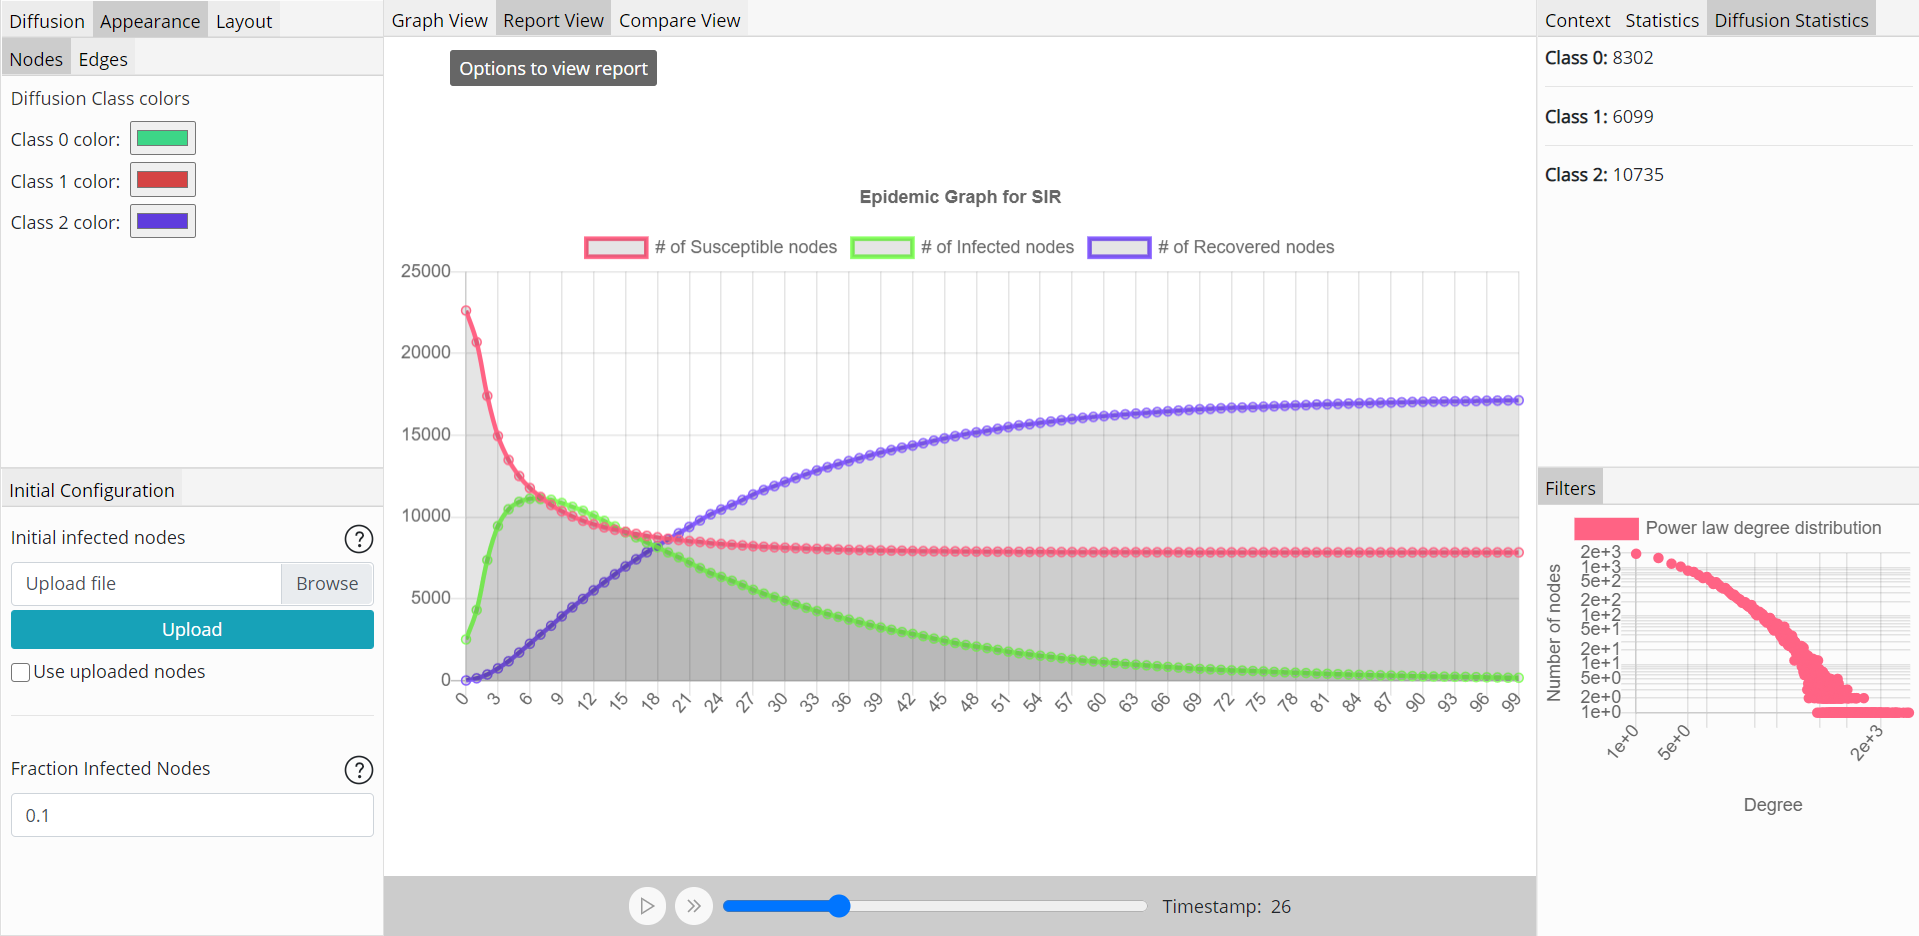 Diffusion Appearance Layout
Nodes Edges
Diffusion Class colors
Class 0 color:
Class 1 color:
Class 2 color:
Initial Configuration
Initial infected nodes ?
Upload file Browse
Upload
Use uploaded nodes
Fraction Infected Nodes ?
0.1
Graph View Report View Compare View
Options to view report
Epidemic Graph for SIR
# of Susceptible nodes # of Infected nodes # of Recovered nodes
25000
20000
15000
10000
5000
0
0 3 6 9 12 15 18 21 24 27 30 33 36 39 42 45 48 51 54 57 60 63 66 69 72 75 78 81 84 87 90 93 96 99
Timestamp: 26
Context Statistics Diffusion Statistics
Class 0: 8302
Class 1: 6099
Class 2: 10735
Filters
Power law degree distribution
Number of nodes
2e+3
1e+3
5e+2
2e+2
1e+2
5e+1
2e+1
1e+1
5e+0
2e+0
1e+0
1e+0 5e+0 2e+3
Degree